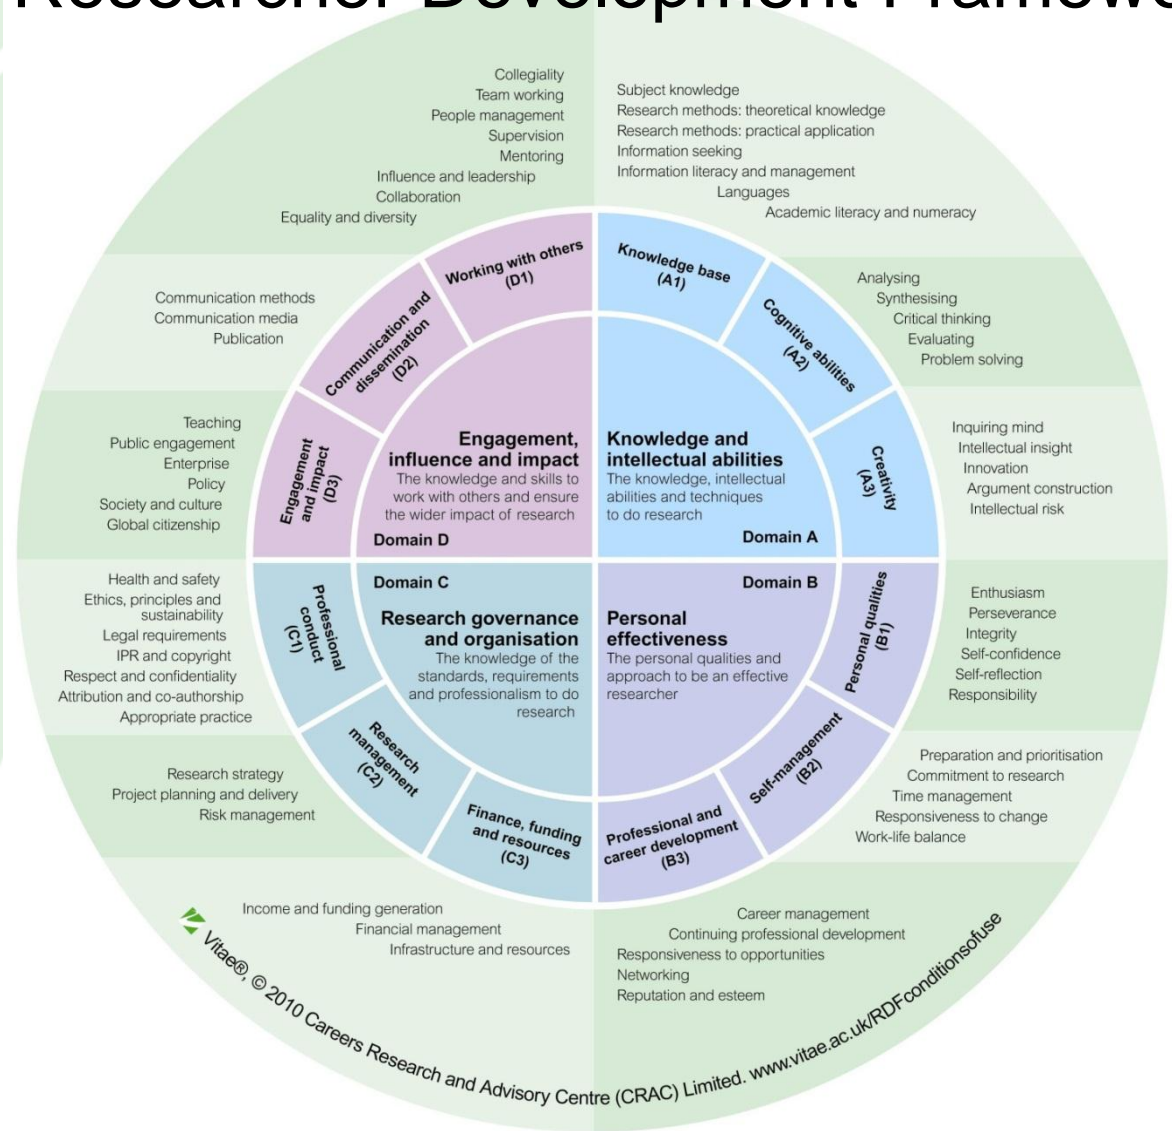 Researcher Development Framewo
Collegiality
Team working
People management
Supervision
Mentoring
Influence and leadership
Collaboration
Equality and diversity
Subject knowledge
Research methods: theoretical knowledge
Research methods: practical application
Information seeking
Information literacy and management
Languages
Academic literacy and numeracy
Working with others
(D1)
Knowledge base
(A1)
Communication methods
Communication media
Publication
Communication and
dissemination
(D2)
Cognitive abilities
(A2)
Analysing
Synthesising
Critical thinking
Evaluating
Problem solving
Teaching
Public engagement
Enterprise
Policy
Society and culture
Global citizenship
Engagement
and impact
(D3)
Engagement,
influence and impact
The knowledge and skills to
work with others and ensure
the wider impact of research
Domain D
Knowledge and
intellectual abilities
The knowledge, intellectual
abilities and techniques
to do research
Domain A
Creativity
(A3)
Inquiring mind
Intellectual insight
Innovation
Argument construction
Intellectual risk
Health and safety
Ethics, principles and
sustainability
Legal requirements
IPR and copyright
Respect and confidentiality
Attribution and co-authorship
Appropriate practice
Professional
conduct
(C1)
Domain C
Research governance
and organisation
The knowledge of the
standards, requirements
and professionalism to do
research
Domain B
Personal
effectiveness
The personal qualities and
approach to be an effective
researcher
Personal qualities
(B1)
Enthusiasm
Perseverance
Integrity
Self-confidence
Self-reflection
Responsibility
Research strategy
Project planning and delivery
Risk management
Research
management
(C2)
Self-management
(B2)
Preparation and prioritisation
Commitment to research
Time management
Responsiveness to change
Work-life balance
Finance, funding
and resources
(C3)
Professional and
career development
(B3)
Income and funding generation
Financial management
Infrastructure and resources
Career management
Continuing professional development
Responsiveness to opportunities
Networking
Reputation and esteem
Vitae®, © 2010 Careers Research and Advisory Centre (CRAC) Limited. www.vitae.ac.uk/RDFconditionsofuse